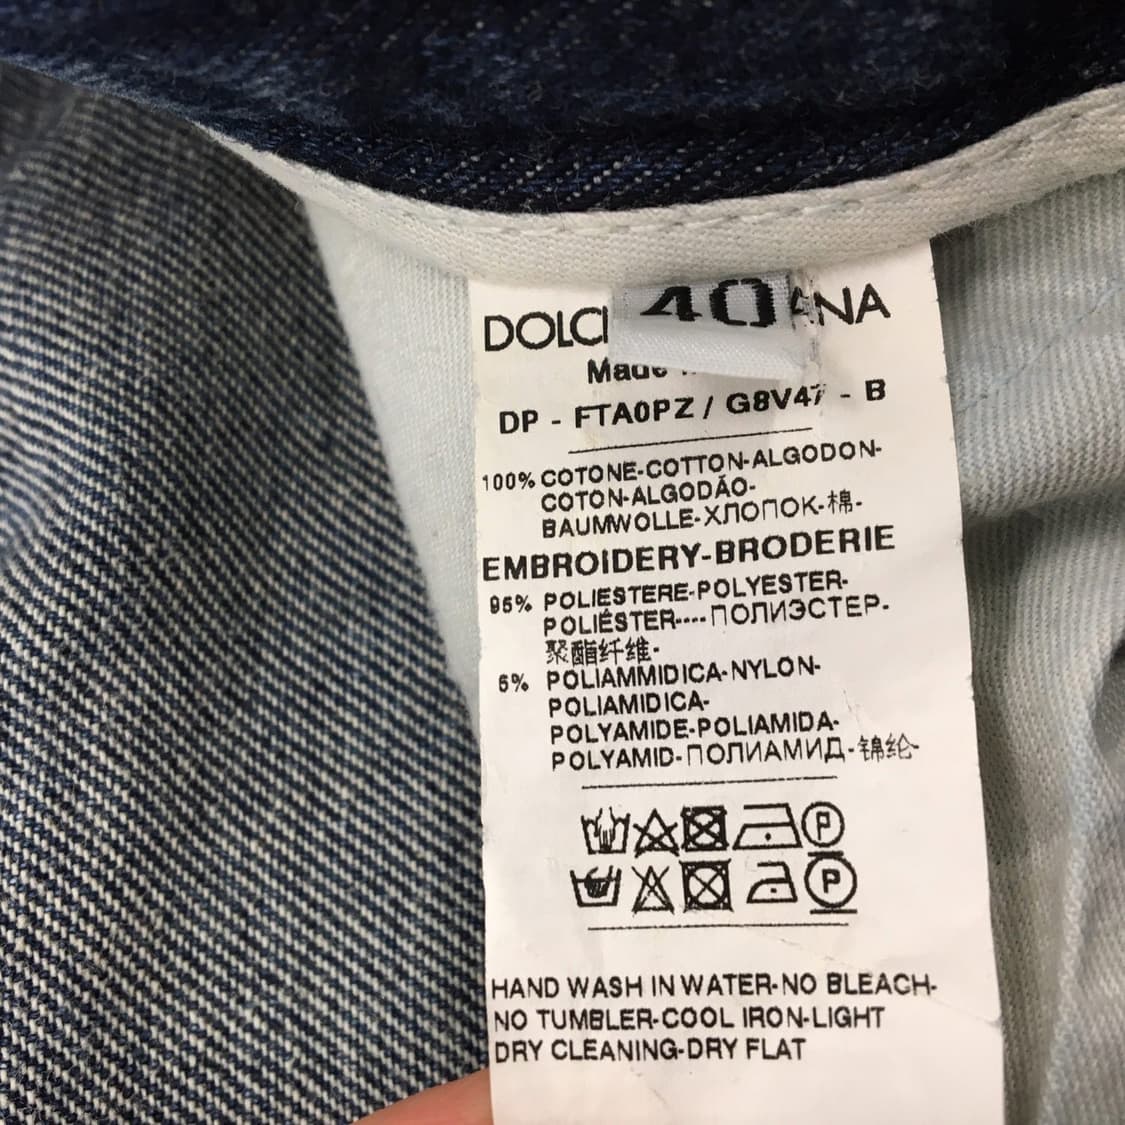 40
DOLC ANA
Made
DP - FTA0PZ / G8V47 - B
100% COTONE-COTTON-ALGODON-
COTON-ALGODÃO-
BAUMWOLLE-ХЛОПОК-棉-
EMBROIDERY-BRODERIE
95% POLIESTERE-POLYESTER-
POLIÉSTER----ПОЛИЭСТЕР-
聚酯纤维-
5% POLIAMMIDICA-NYLON-
POLIAMIDICA-
POLYAMIDE-POLIAMIDA-
POLYAMID-ПОЛИАМИД-锦纶-
P
P
HAND WASH IN WATER-NO BLEACH-
NO TUMBLER-COOL IRON-LIGHT
DRY CLEANING-DRY FLAT